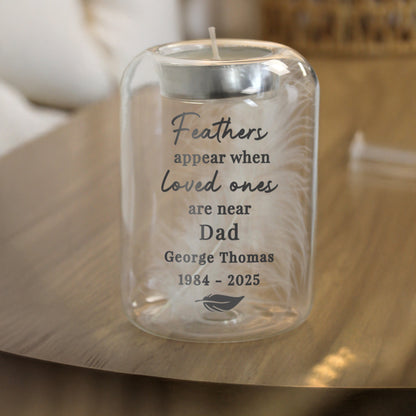 Feathers
appear when
loved ones
are near
Dad
George Thomas
1984 - 2025